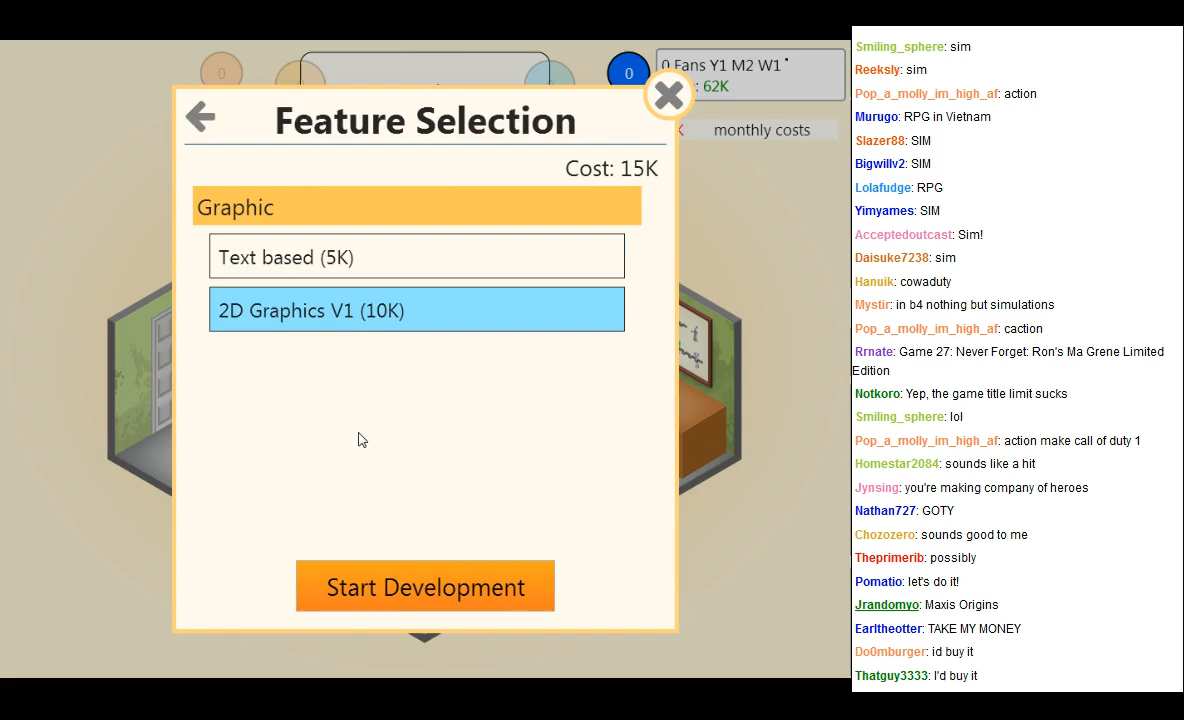 0
0
0 Fans Y1 M2 W1
: 62K
K monthly costs
Feature Selection
Cost: 15K
Graphic
Text based (5K)
2D Graphics V1 (10K)
Start Development
Smiling_sphere: sim
Reeksly: sim
Pop_a_molly_im_high_af: action
Murugo: RPG in Vietnam
Slazer88: SIM
Bigwillv2: SIM
Lolafudge: RPG
Yimyames: SIM
Acceptedoutcast: Sim!
Daisuke7238: sim
Hanuik: cowaduty
Mystir: in b4 nothing but simulations
Pop_a_molly_im_high_af: caction
Rrnate: Game 27: Never Forget: Ron's Ma Grene Limited
Edition
Notkoro: Yep, the game title limit sucks
Smiling_sphere: lol
Pop_a_molly_im_high_af: action make call of duty 1
Homestar2084: sounds like a hit
Jynsing: you're making company of heroes
Nathan727: GOTY
Chozozero: sounds good to me
Theprimerib: possibly
Pomatio: let's do it!
Jrandomyo: Maxis Origins
Earltheotter: TAKE MY MONEY
Do0mburger: id buy it
Thatguy3333: I'd buy it